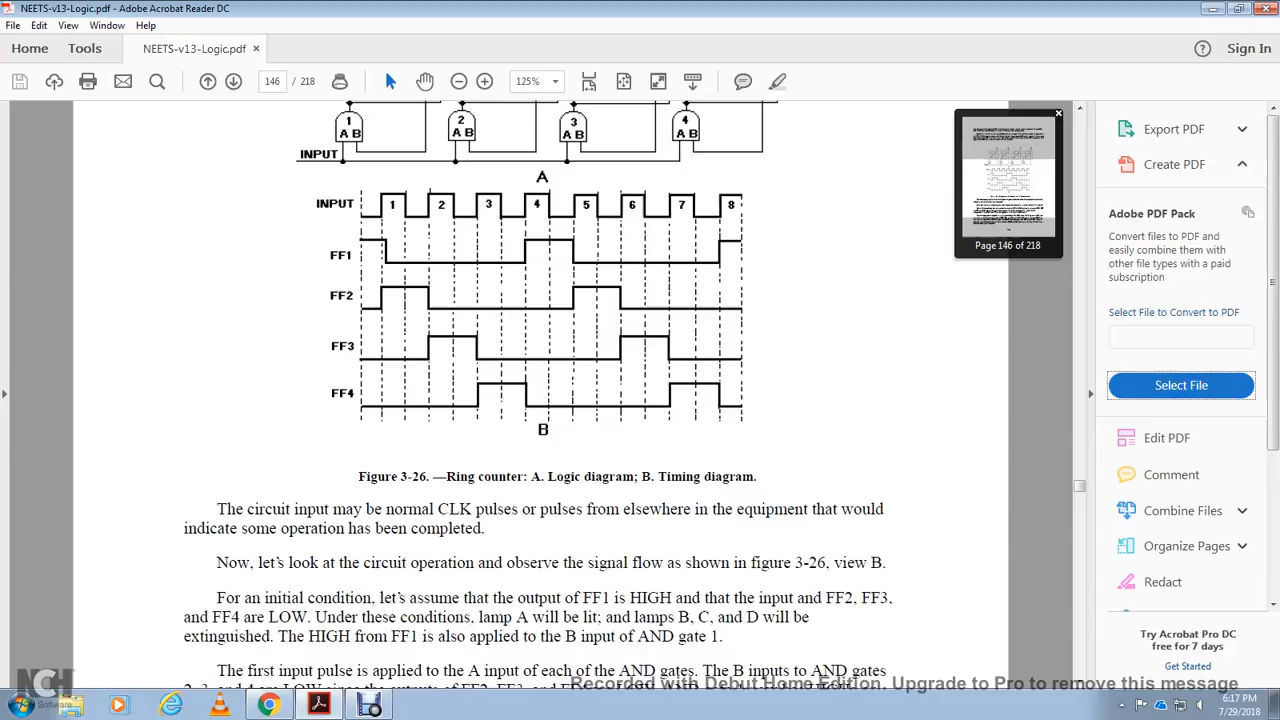 NEETS-v13-Logic.pdf - Adobe Acrobat Reader DC
File Edit View Window Help
Home Tools NEETS-v13-Logic.pdf × Sign In
146 / 218 125%
1 2 3 4
A B A B A B A B
INPUT
A
INPUT 1 2 3 4 5 6 7 8
FF1
FF2
FF3
FF4
B
Figure 3-26. —Ring counter: A. Logic diagram; B. Timing diagram.
The circuit input may be normal CLK pulses or pulses from elsewhere in the equipment that would
indicate some operation has been completed.
Now, let's look at the circuit operation and observe the signal flow as shown in figure 3-26, view B.
For an initial condition, let's assume that the output of FF1 is HIGH and that the input and FF2, FF3,
and FF4 are LOW. Under these conditions, lamp A will be lit; and lamps B, C, and D will be
extinguished. The HIGH from FF1 is also applied to the B input of AND gate 1.
The first input pulse is applied to the A input of each of the AND gates. The B inputs to AND gates
Page 146 of 218
Export PDF
Create PDF
Adobe PDF Pack
Convert files to PDF and
easily combine them with
other file types with a paid
subscription
Select File to Convert to PDF
Select File
Edit PDF
Comment
Combine Files
Organize Pages
Redact
Try Acrobat Pro DC
free for 7 days
Get Started
Recorded with Debut Home Edition. Upgrade to Pro to remove this message
NCH
Software
6:17 PM
7/29/2018